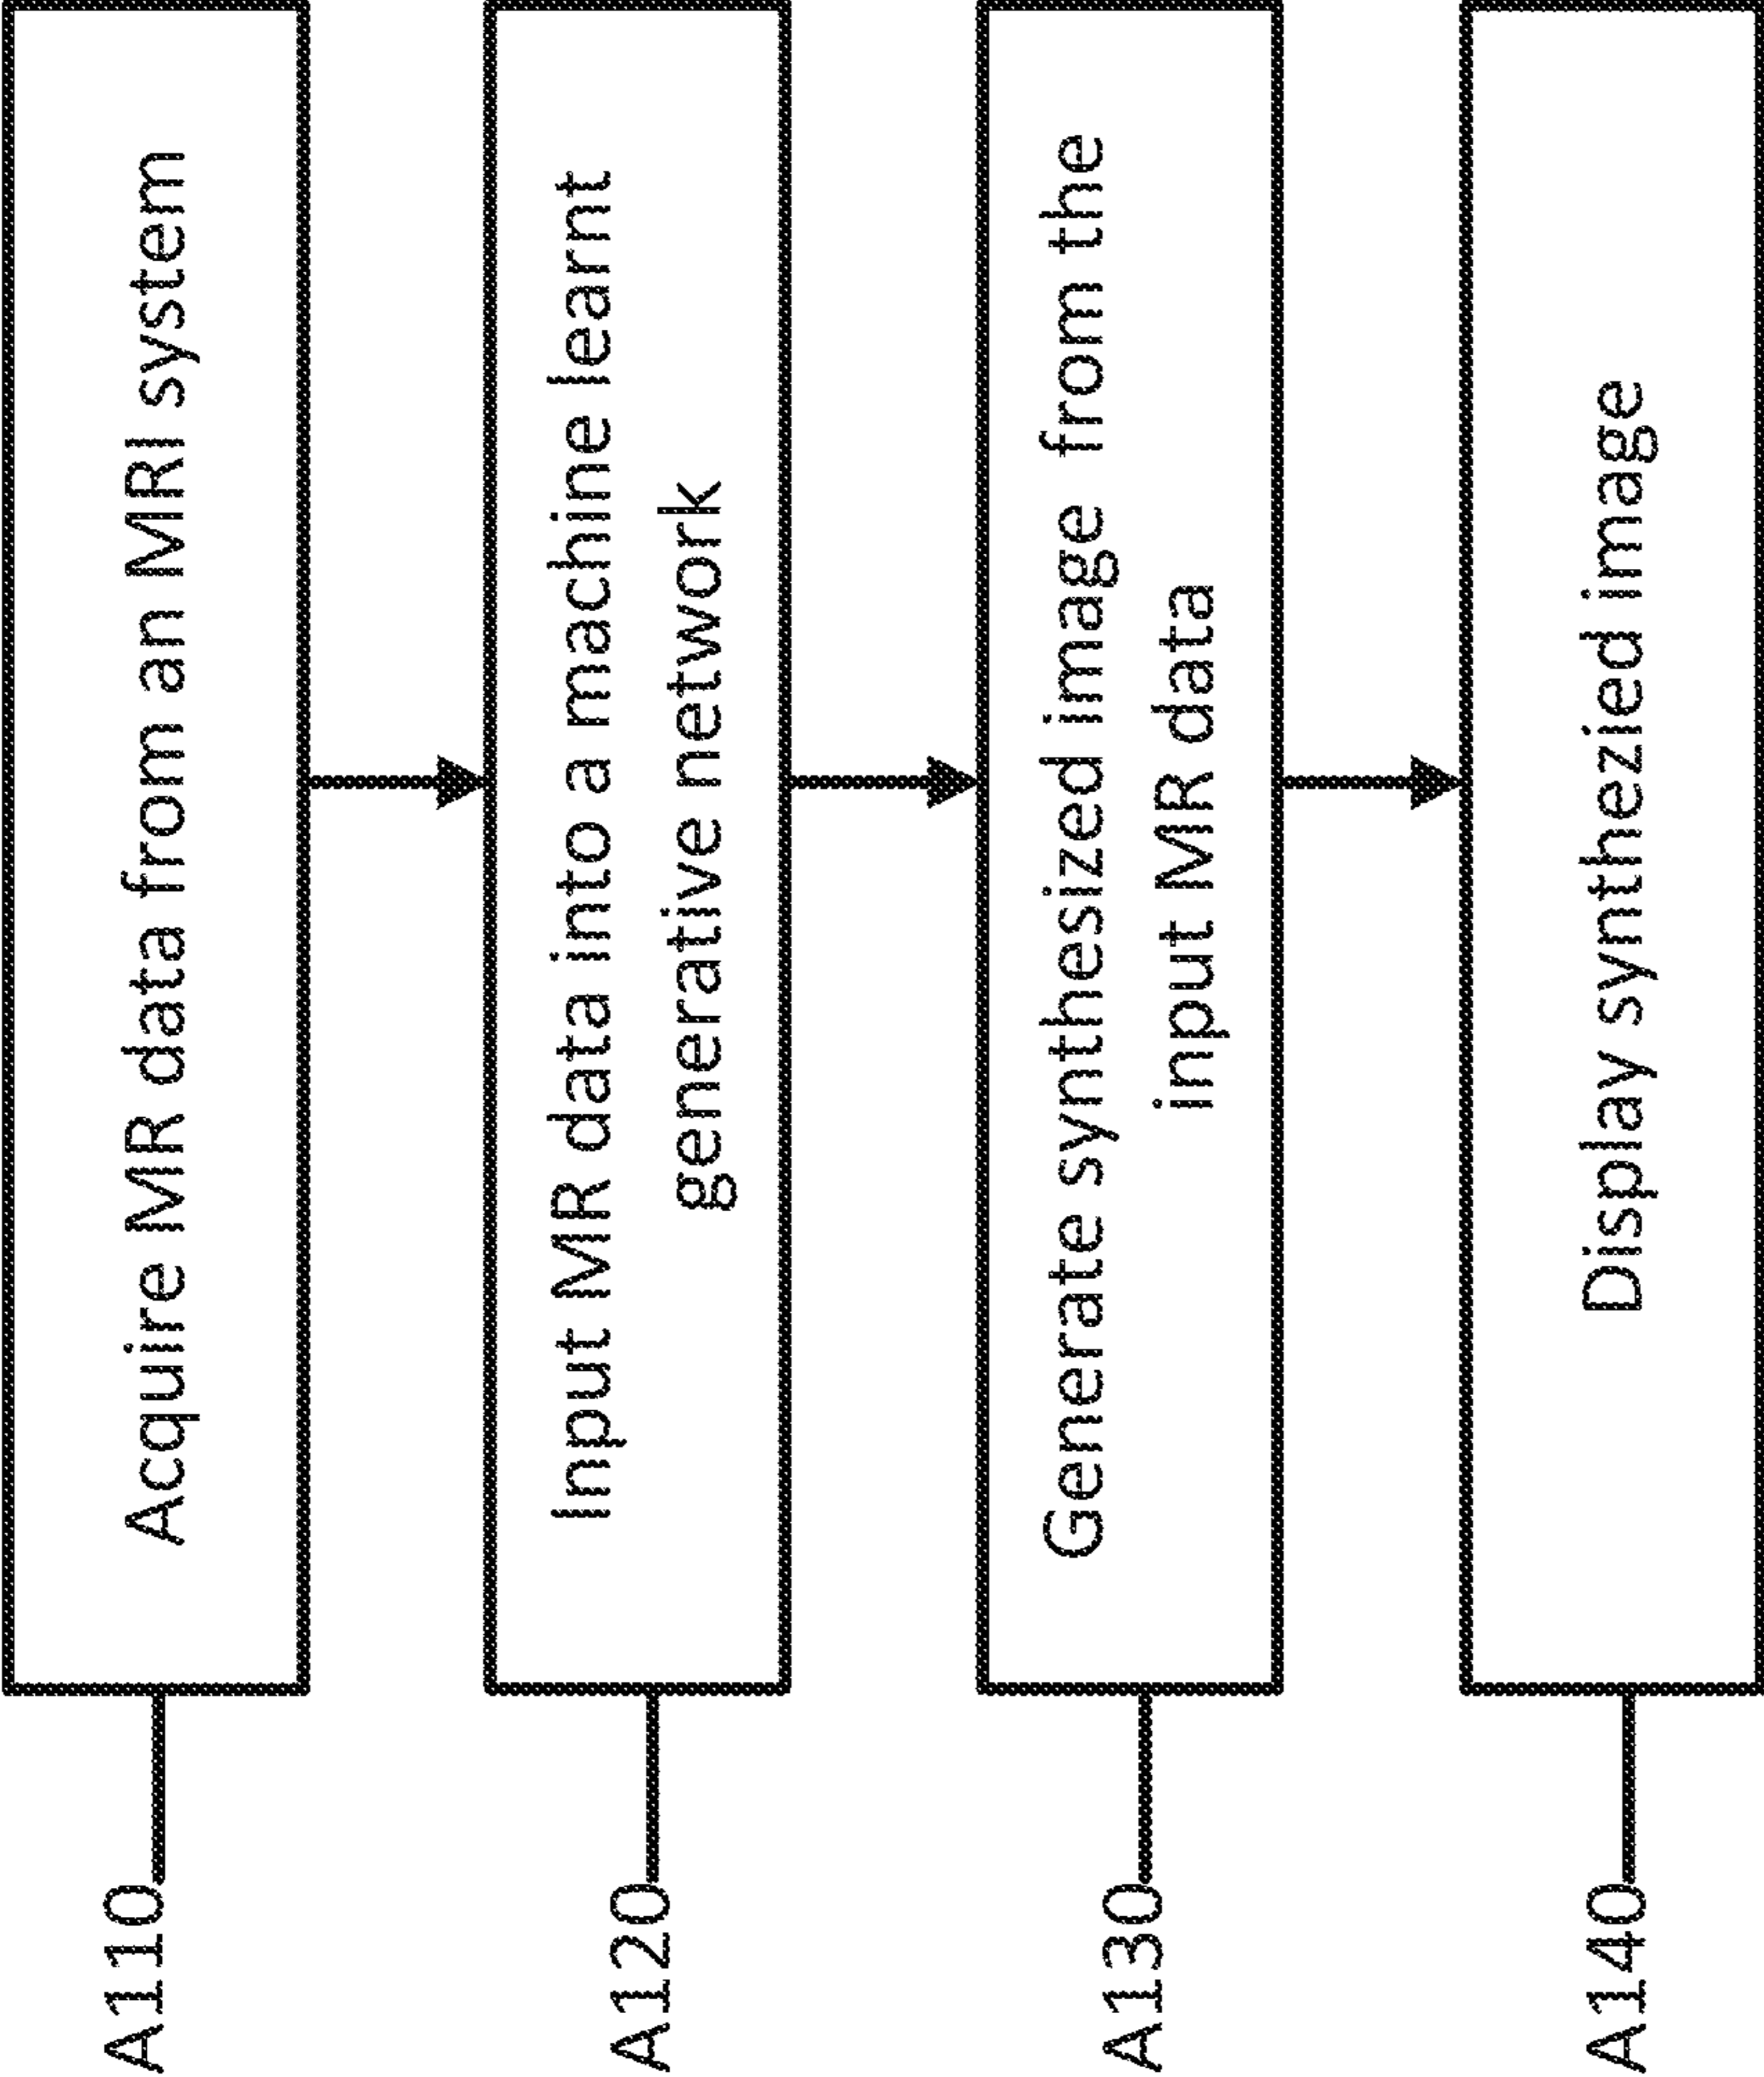 A110
Acquire MR data from an MRI system
A120
Input MR data into a machine learnt
generative network
A130
Generate synthesized image from the
input MR data
A140
Display synthezied image